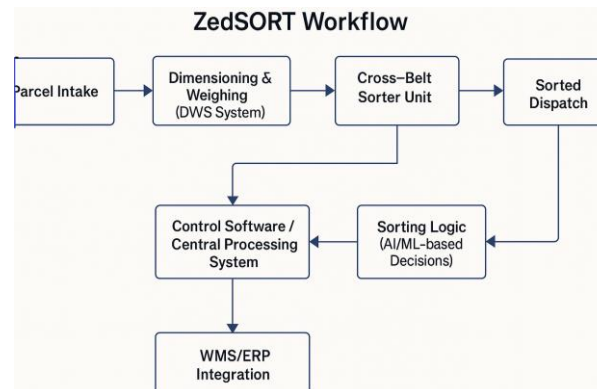 ZedSORT Workflow
Parcel Intake
Dimensioning &
Weighing
(DWS System)
Cross–Belt
Sorter Unit
Sorted
Dispatch
Control Software /
Central Processing
System
Sorting Logic
(AI/ML-based
Decisions)
WMS/ERP
Integration